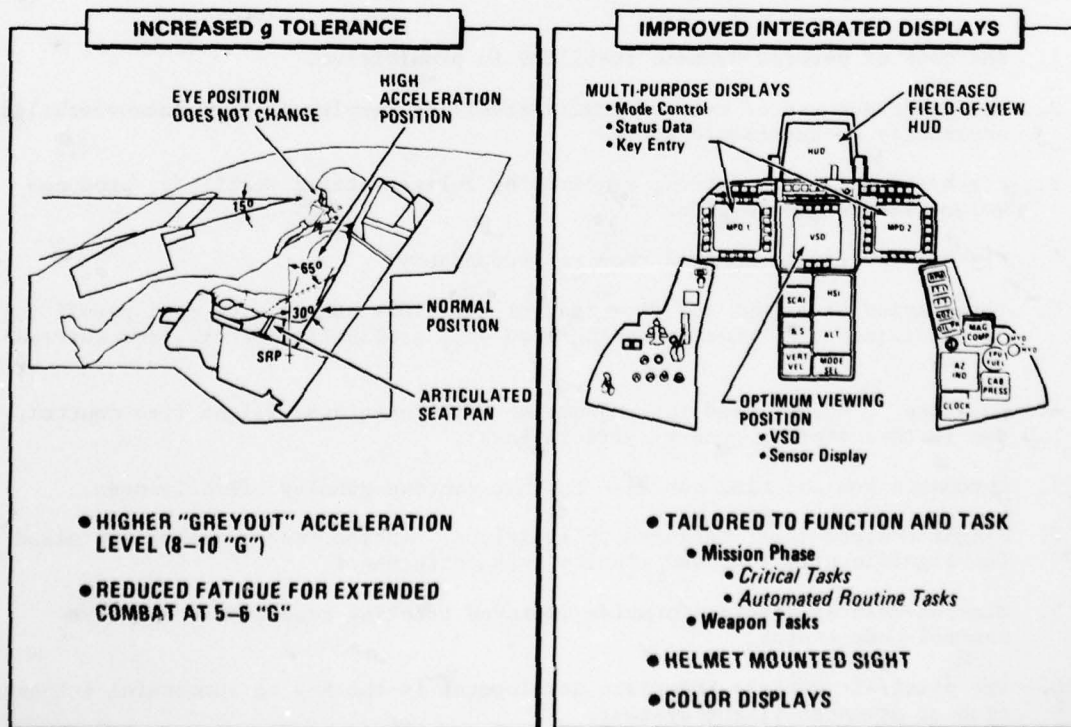 INCREASED g TOLERANCE
EYE POSITION
DOES NOT CHANGE
HIGH
ACCELERATION
POSITION
15°
65°
30°
NORMAL
POSITION
SRP
ARTICULATED
SEAT PAN
• HIGHER "GREYOUT" ACCELERATION
LEVEL (8–10 "G")
• REDUCED FATIGUE FOR EXTENDED
COMBAT AT 5–6 "G"
IMPROVED INTEGRATED DISPLAYS
MULTI-PURPOSE DISPLAYS
• Mode Control
• Status Data
• Key Entry
INCREASED
FIELD-OF-VIEW
HUD
HUD
MPD 1
VSD
MPD 2
SCAI
HSI
ALT
VERT
VEL
MODE
SEL
MAG
COMP
AZ
IND
CAB
PRESS
CLOCK
OPTIMUM VIEWING
POSITION
• VSD
• Sensor Display
• TAILORED TO FUNCTION AND TASK
• Mission Phase
• Critical Tasks
• Automated Routine Tasks
• Weapon Tasks
• HELMET MOUNTED SIGHT
• COLOR DISPLAYS